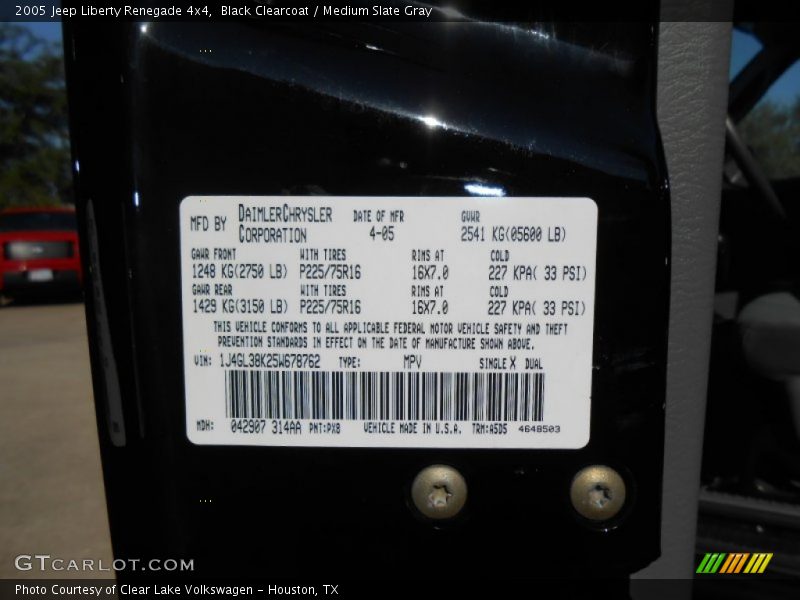 2005 Jeep Liberty Renegade 4x4, Black Clearcoat / Medium Slate Gray
MFD BY DAIMLERCHRYSLER CORPORATION DATE OF MFR 4-05 GVWR 2541 KG(05600 LB)
GAWR FRONT WITH TIRES RIMS AT COLD
1248 KG(2750 LB) P225/75R16 16X7.0 227 KPA( 33 PSI)
GAWR REAR WITH TIRES RIMS AT COLD
1429 KG(3150 LB) P225/75R16 16X7.0 227 KPA( 33 PSI)
THIS VEHICLE CONFORMS TO ALL APPLICABLE FEDERAL MOTOR VEHICLE SAFETY AND THEFT
PREVENTION STANDARDS IN EFFECT ON THE DATE OF MANUFACTURE SHOWN ABOVE.
VIN: 1J4GL38K25W678762 TYPE: MPV SINGLE X DUAL
MDH: 042907 314AA PNT:PX8 VEHICLE MADE IN U.S.A. TRM:A5D5 4648503
GTCARLOT.COM
Photo Courtesy of Clear Lake Volkswagen - Houston, TX